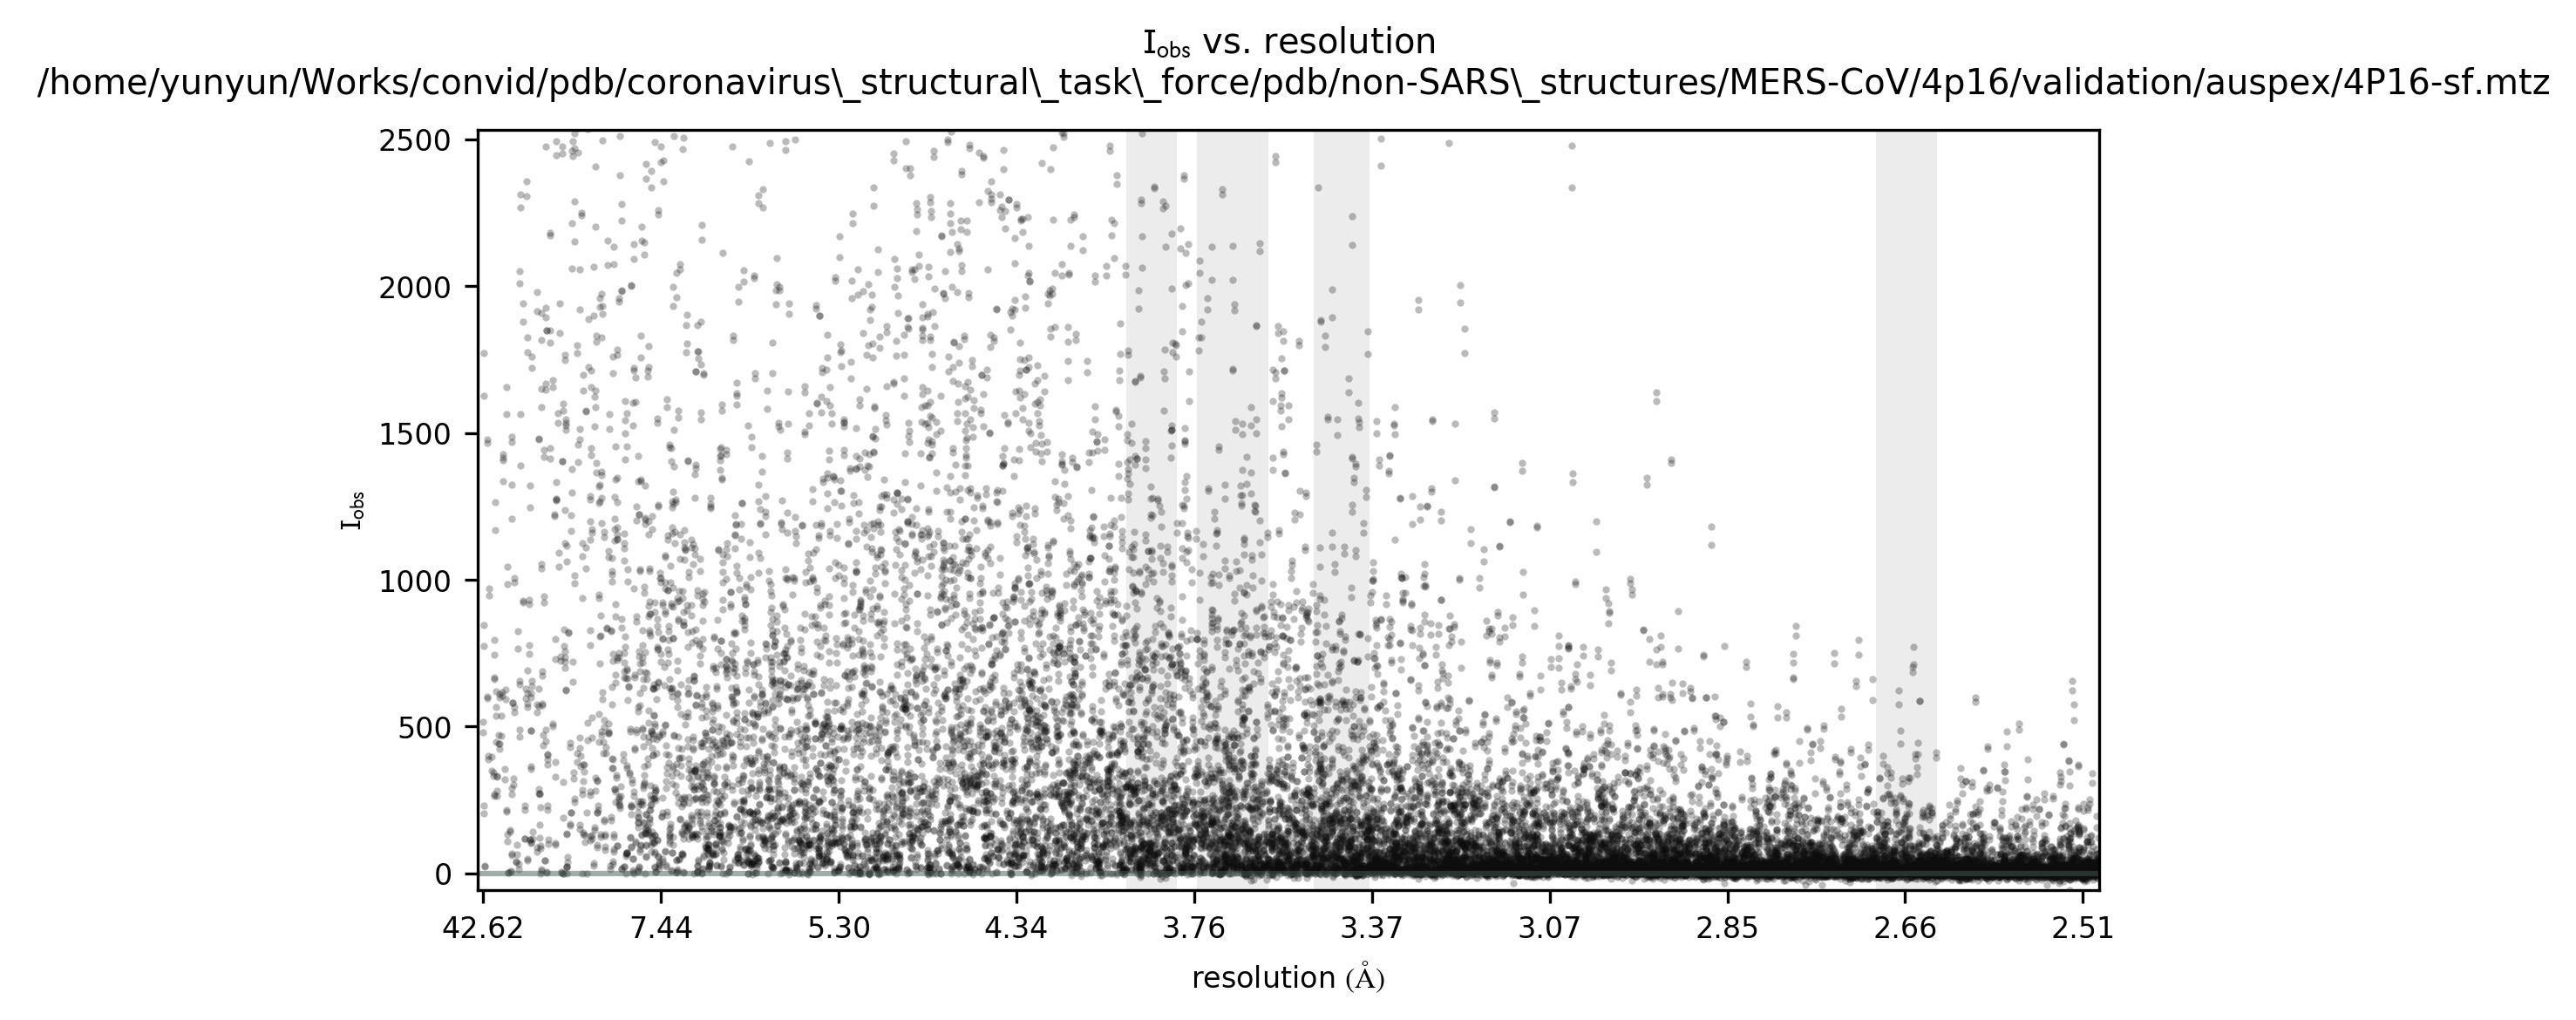 I_obs vs. resolution
/home/yunyun/Works/convid/pdb/coronavirus\_structural\_task\_force/pdb/non-SARS\_structures/MERS-CoV/4p16/validation/auspex/4P16-sf.mtz
2500
2000
1500
1000
500
0
I_obs
42.62 7.44 5.30 4.34 3.76 3.37 3.07 2.85 2.66 2.51
resolution (Å)